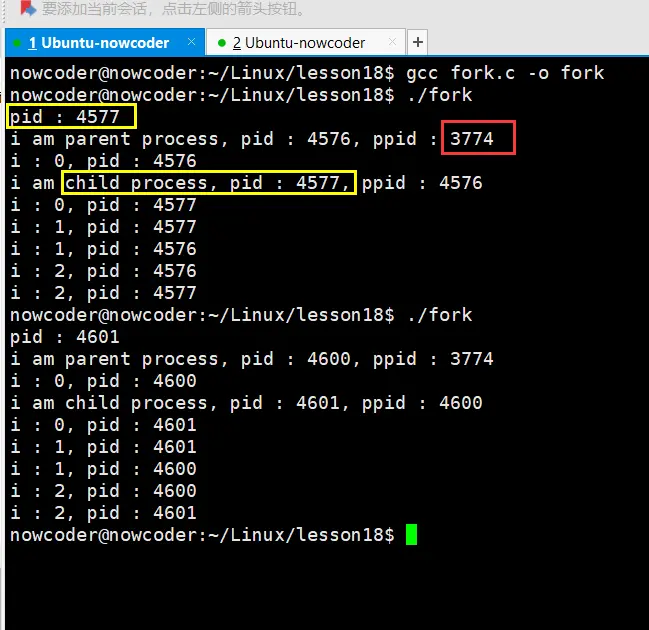 要添加当前会话，点击左侧的箭头按钮。
1 Ubuntu-nowcoder × 2 Ubuntu-nowcoder × +
nowcoder@nowcoder:~/Linux/lesson18$ gcc fork.c -o fork
nowcoder@nowcoder:~/Linux/lesson18$ ./fork
pid : 4577
i am parent process, pid : 4576, ppid : 3774
i : 0, pid : 4576
i am child process, pid : 4577, ppid : 4576
i : 0, pid : 4577
i : 1, pid : 4577
i : 1, pid : 4576
i : 2, pid : 4576
i : 2, pid : 4577
nowcoder@nowcoder:~/Linux/lesson18$ ./fork
pid : 4601
i am parent process, pid : 4600, ppid : 3774
i : 0, pid : 4600
i am child process, pid : 4601, ppid : 4600
i : 0, pid : 4601
i : 1, pid : 4601
i : 1, pid : 4600
i : 2, pid : 4600
i : 2, pid : 4601
nowcoder@nowcoder:~/Linux/lesson18$